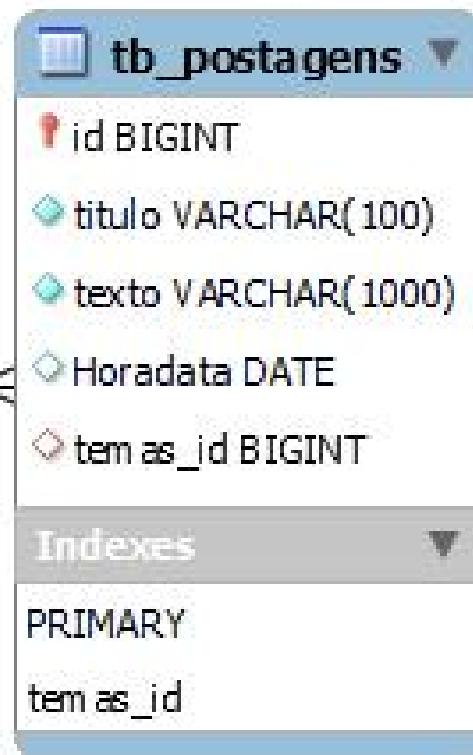 tb_postagens
id BIGINT
titulo VARCHAR(100)
texto VARCHAR(1000)
Horadata DATE
temas_id BIGINT
Indexes
PRIMARY
temas_id